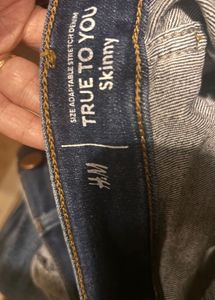 SIZE ADAPTABLE STRETCH DENIM
TRUE TO YOU
Skinny
H&M